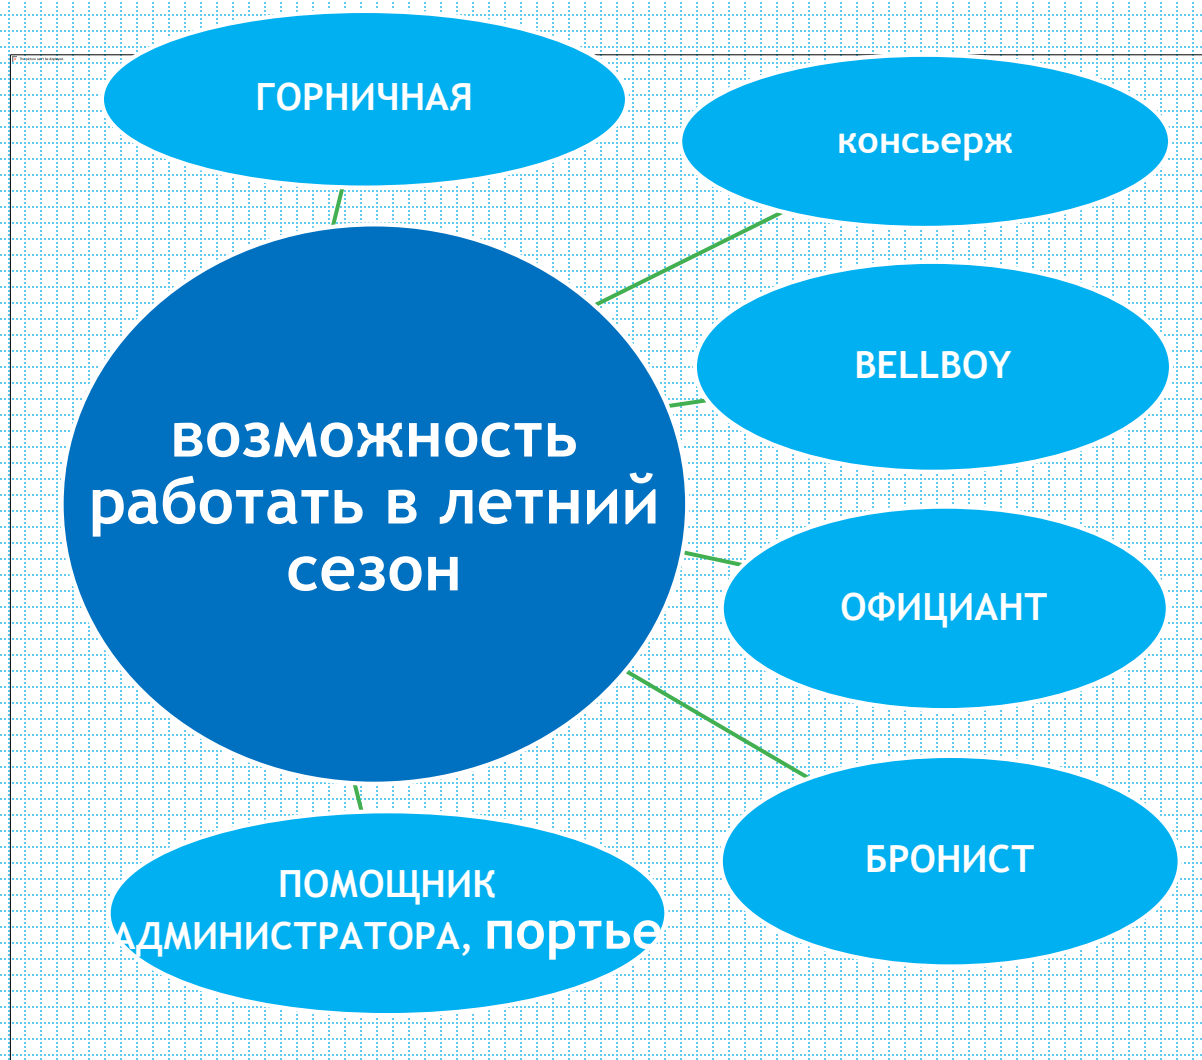 ГОРНИЧНАЯ
консьерж
BELLBOY
возможность
работать в летний
сезон
ОФИЦИАНТ
БРОНИСТ
ПОМОЩНИК
АДМИНИСТРАТОРА, портье